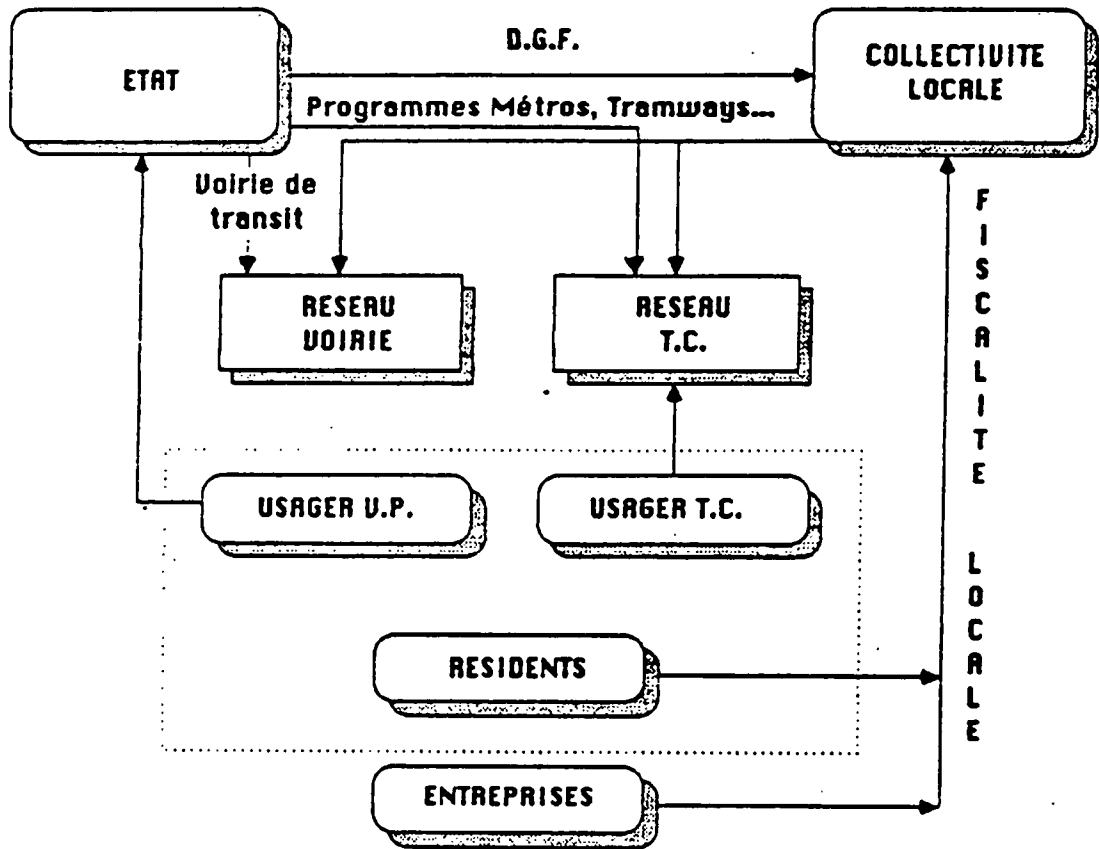 ETAT
D.G.F.
COLLECTIVITE
LOCALE
Programmes Métros, Tramways...
Voirie de
transit
RESEAU
VOIRIE
RESEAU
T.C.
FISCALITE LOCALE
USAGER V.P.
USAGER T.C.
RESIDENTS
ENTREPRISES